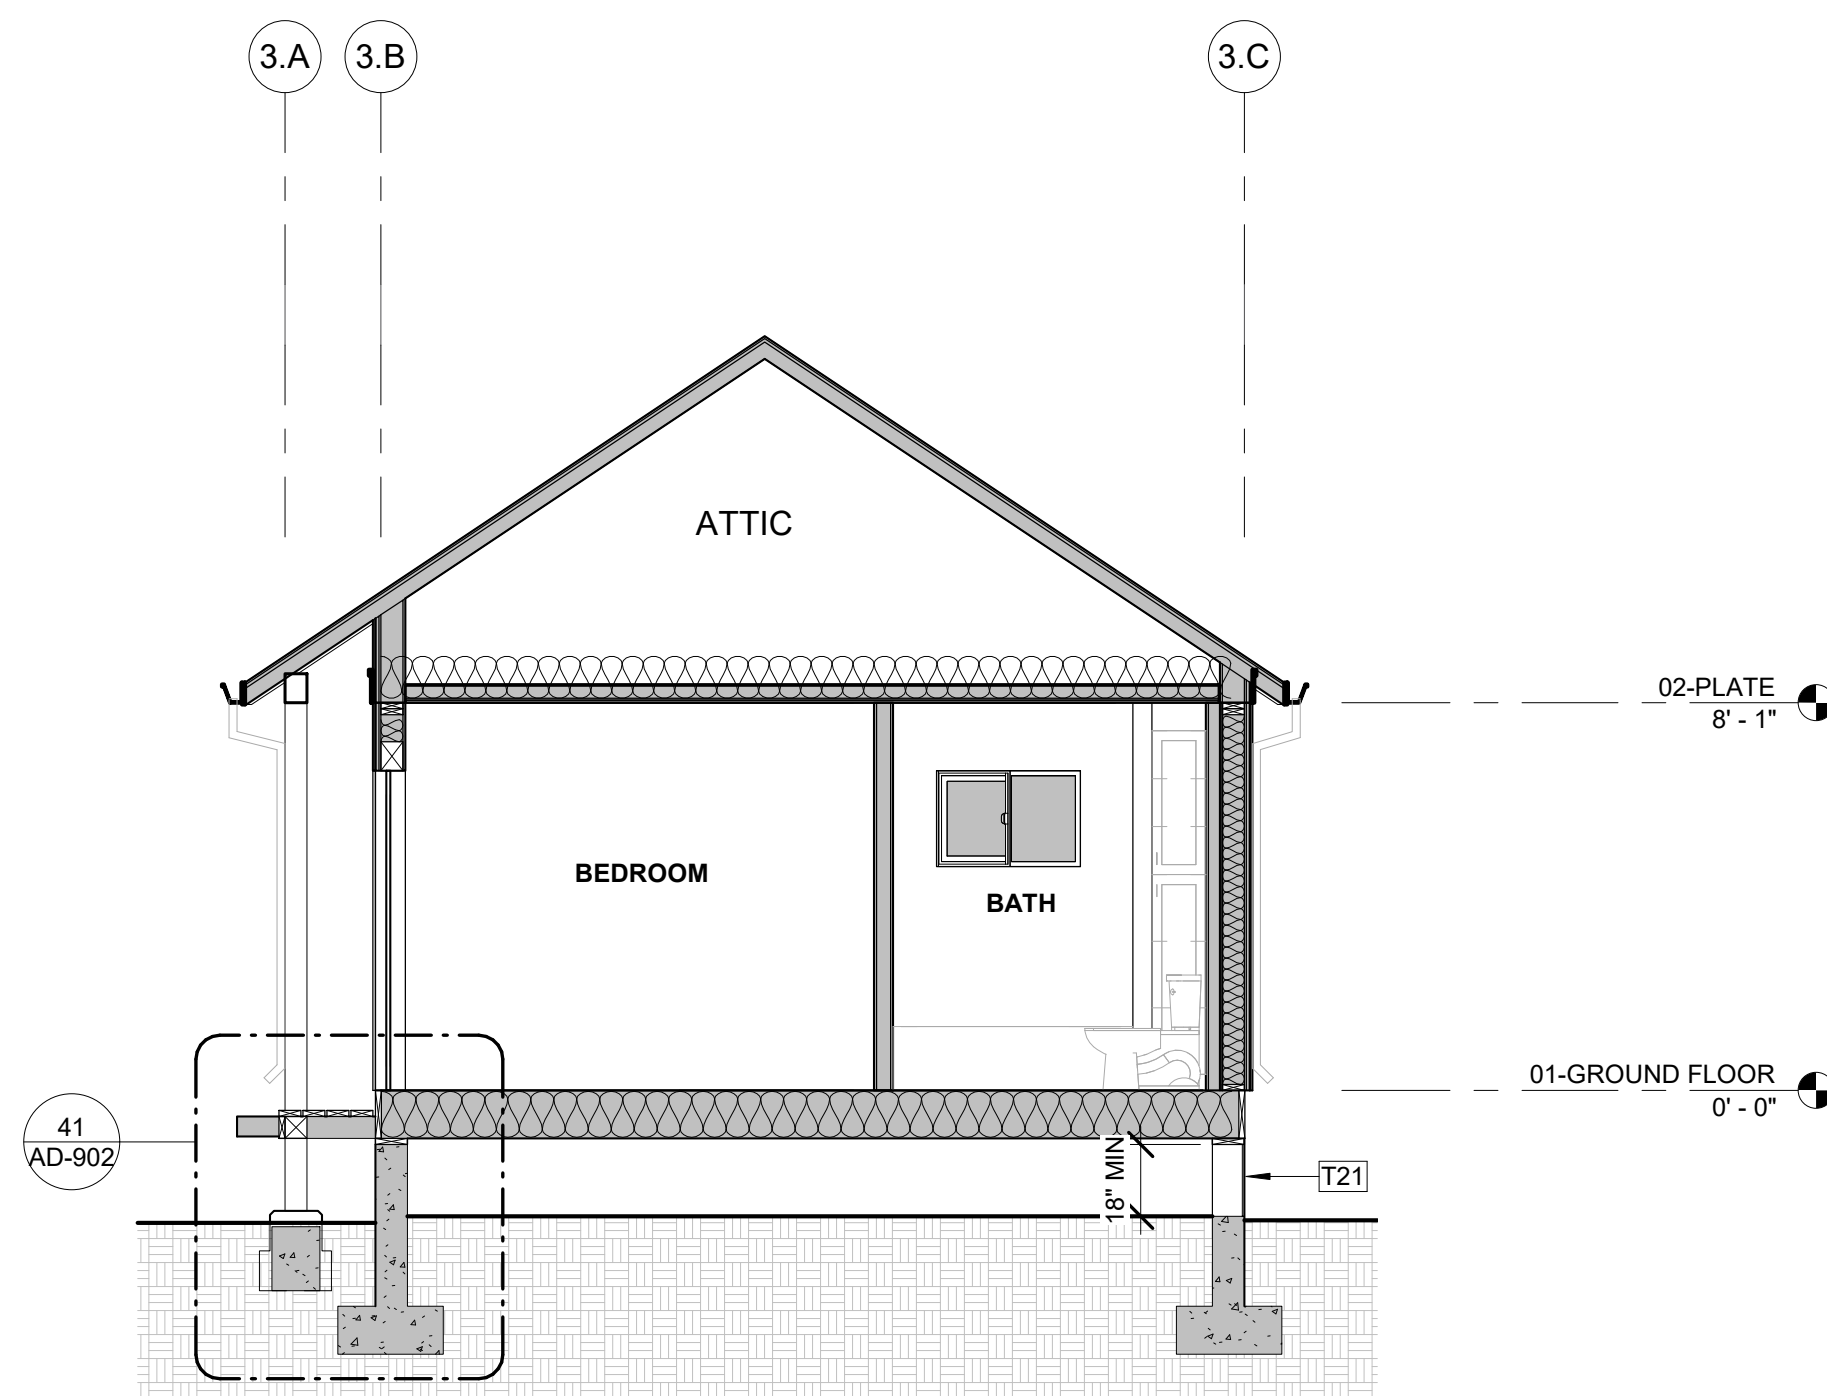 3.A
3.B
3.C
ATTIC
02-PLATE
8' - 1"
BEDROOM
BATH
01-GROUND FLOOR
0' - 0"
41
AD-902
18" MIN
T21